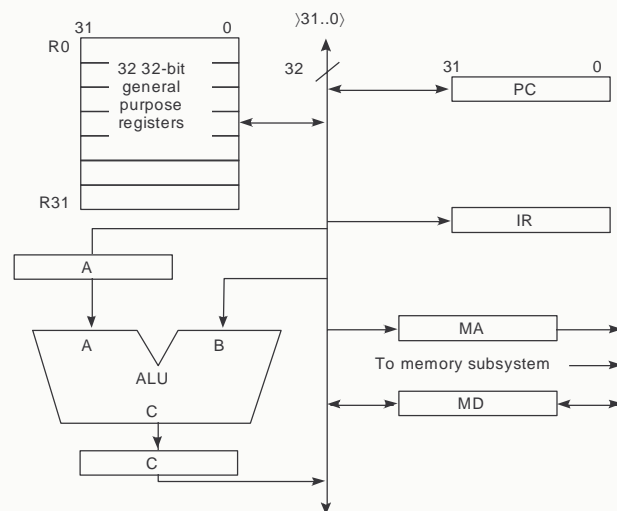 31 0
⟩31..0⟩
R0
32 32-bit
general
purpose
registers
32
31 0
PC
R31
IR
A
A B
ALU
C
MA
To memory subsystem
MD
C